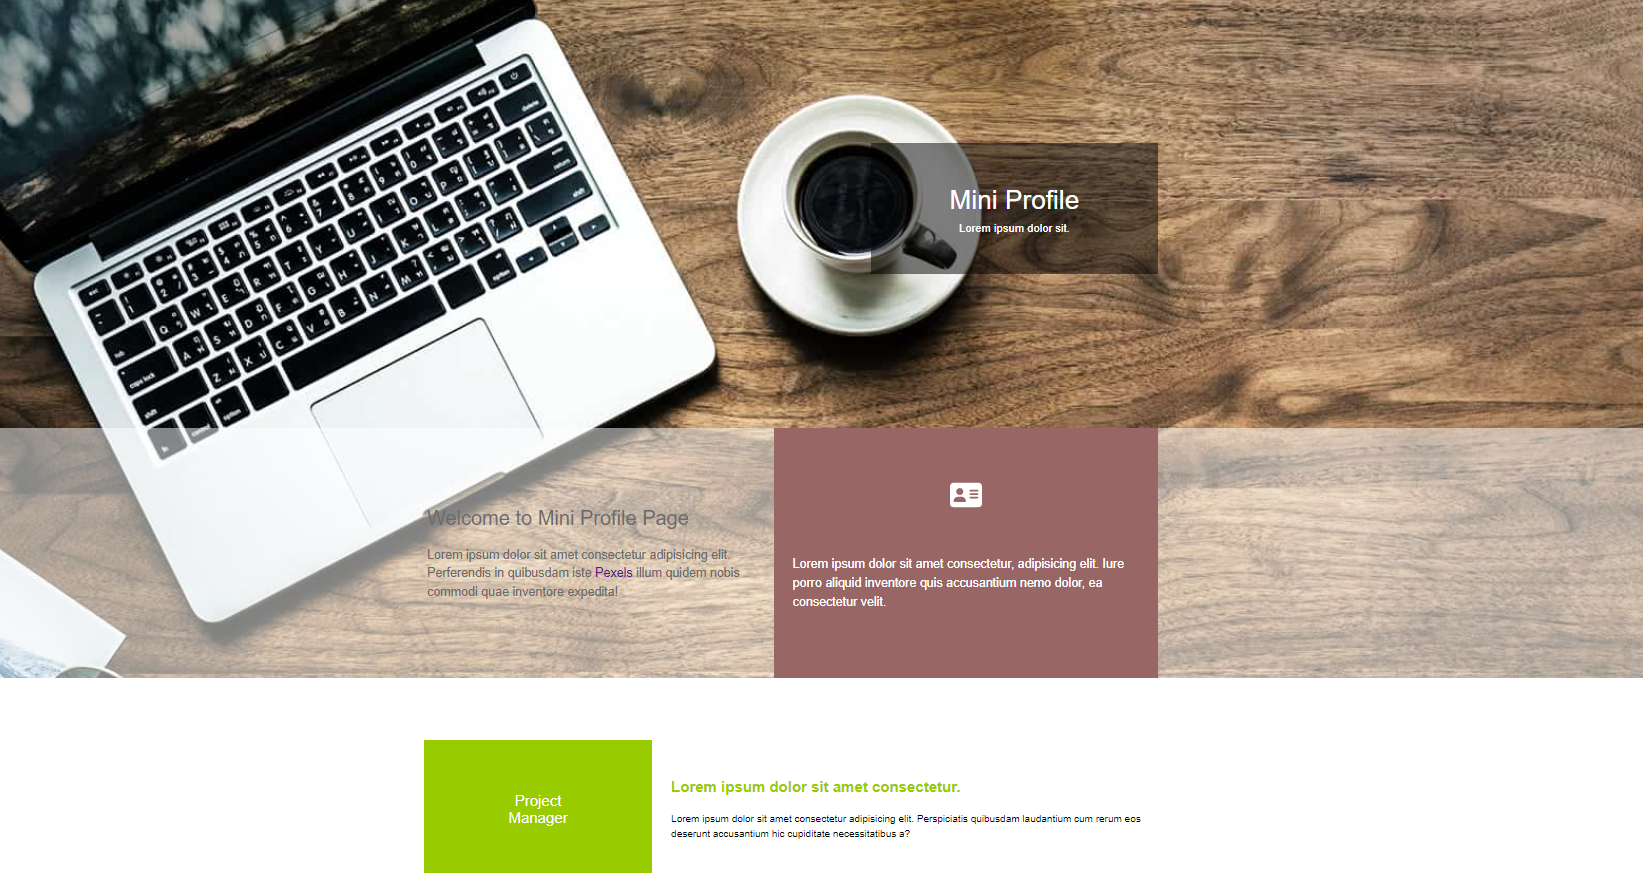 Mini Profile
Lorem ipsum dolor sit.
Welcome to Mini Profile Page
Lorem ipsum dolor sit amet consectetur adipisicing elit.
Perferendis in quibusdam iste Pexels illum quidem nobis
commodi quae inventore expedita!
Lorem ipsum dolor sit amet consectetur, adipisicing elit. Iure
porro aliquid inventore quis accusantium nemo dolor, ea
consectetur velit.
Project
Manager
Lorem ipsum dolor sit amet consectetur.
Lorem ipsum dolor sit amet consectetur adipisicing elit. Perspiciatis quibusdam laudantium cum rerum eos
deserunt accusantium hic cupiditate necessitatibus a?